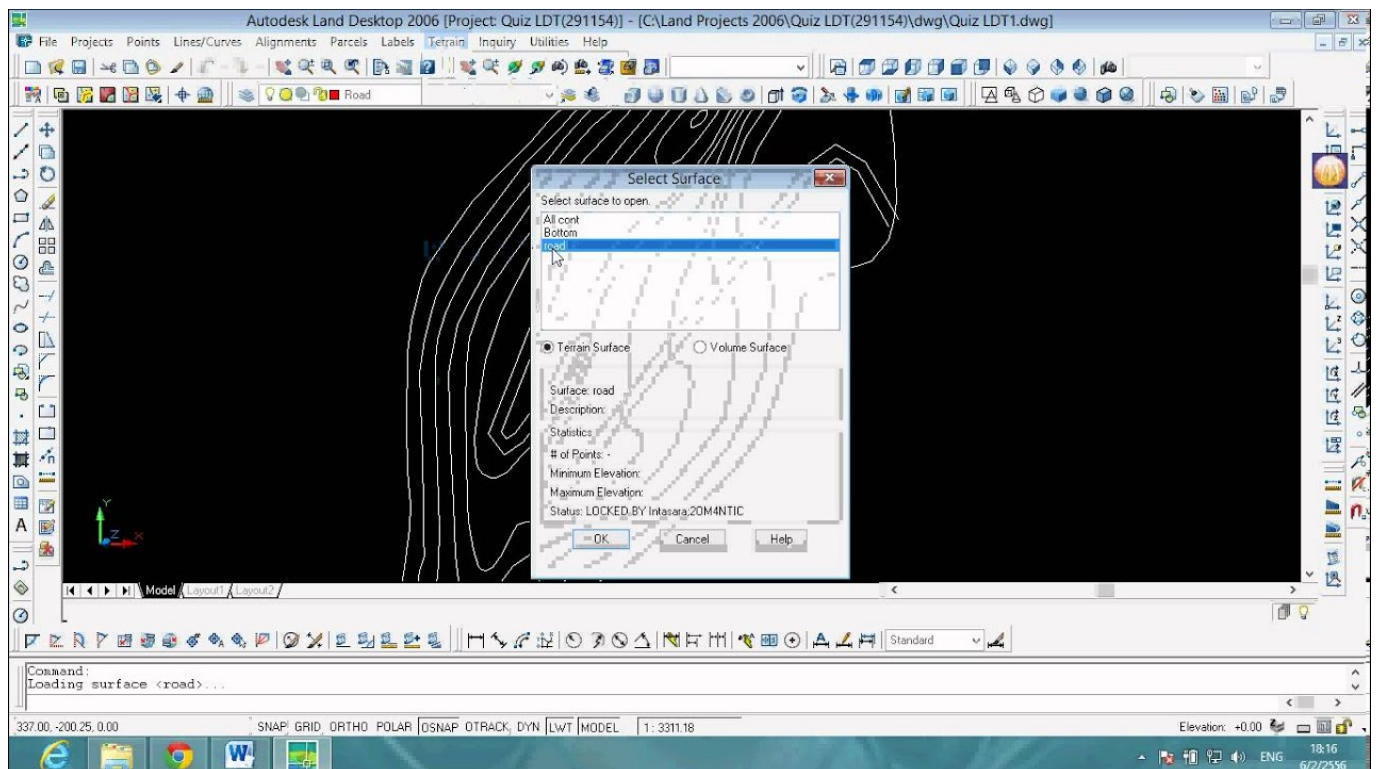 Autodesk Land Desktop 2006 [Project: Quiz LDT(291154)] - [C:\Land Projects 2006\Quiz LDT(291154)\dwg\Quiz LDT1.dwg]
File Projects Points Lines/Curves Alignments Parcels Labels Terrain Inquiry Utilities Help
Road
Select Surface
Select surface to open.
All cont
Bottom
road
Terrain Surface Volume Surface
Surface: road
Description:
Statistics
# of Points: -
Minimum Elevation:
Maximum Elevation:
Status: LOCKED BY Intasara;20M4NTIC
OK Cancel Help
Y
Z X
Model Layout1 Layout2
Standard
Command:
Loading surface <road>...
337.00, -200.25, 0.00 SNAP GRID ORTHO POLAR OSNAP OTRACK DYN LWT MODEL 1: 3311.18 Elevation: +0.00
ENG 18:16
6/2/2556